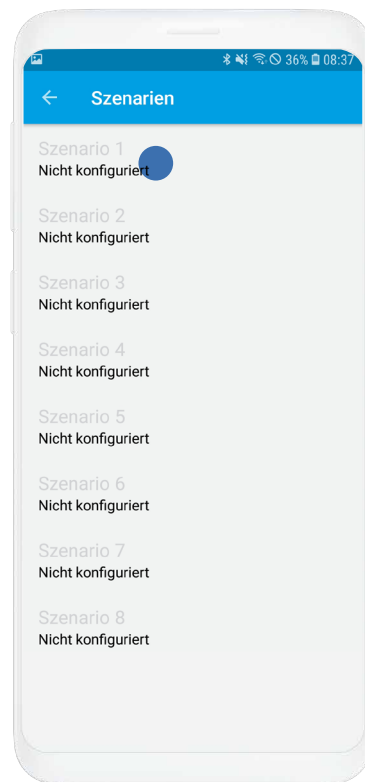 36% 08:37
Szenarien
Szenario 1
Nicht konfiguriert
Szenario 2
Nicht konfiguriert
Szenario 3
Nicht konfiguriert
Szenario 4
Nicht konfiguriert
Szenario 5
Nicht konfiguriert
Szenario 6
Nicht konfiguriert
Szenario 7
Nicht konfiguriert
Szenario 8
Nicht konfiguriert